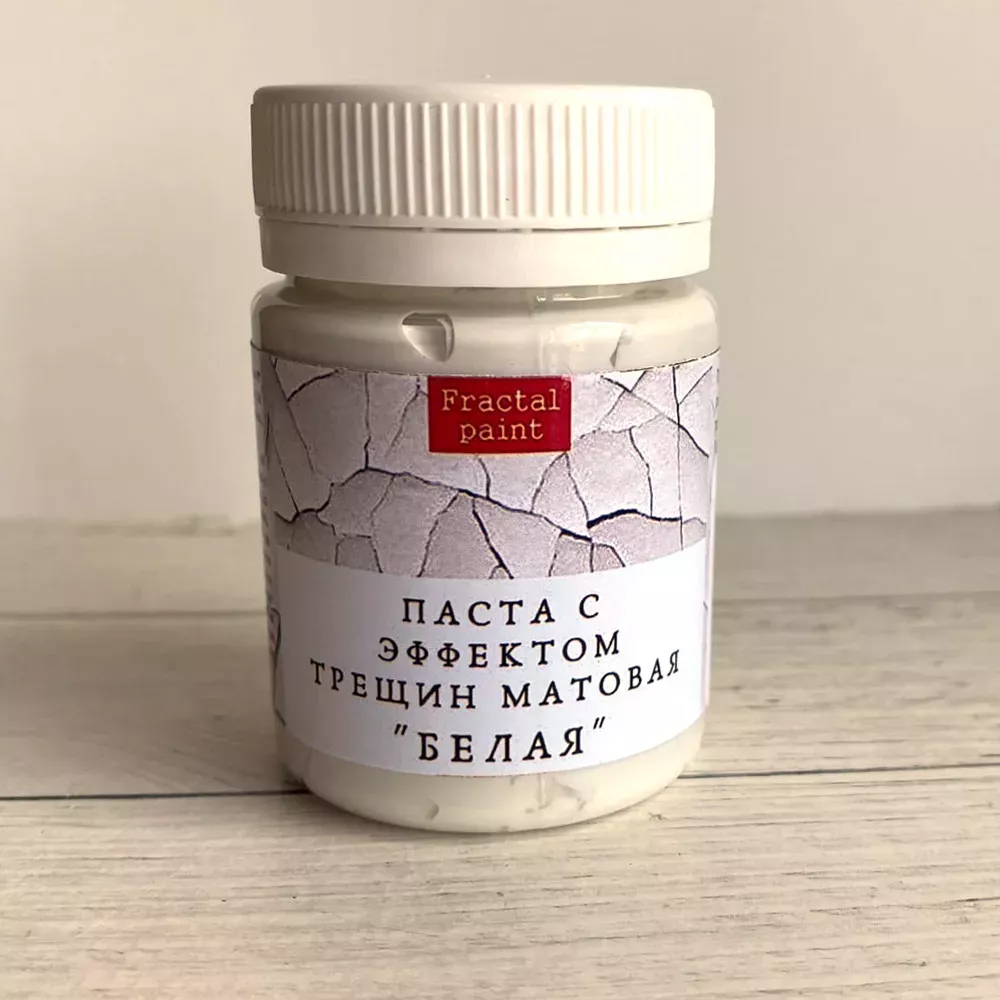 Fractal
paint
ПАСТА С
ЭФФЕКТОМ
ТРЕЩИН МАТОВАЯ
"БЕЛАЯ"